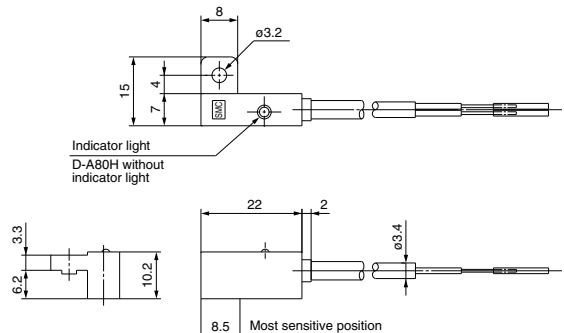 8
ø3.2
15
4
7
SMC
Indicator light
D-A80H without
indicator light
22
2
ø3.4
3.3
6.2
10.2
8.5
Most sensitive position